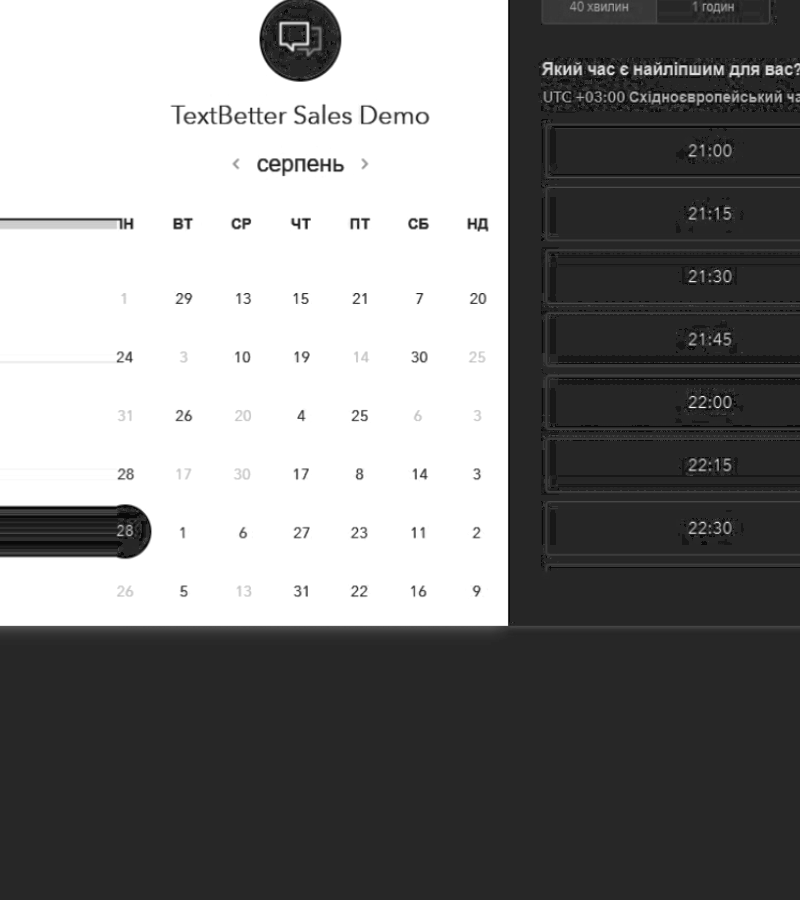 TextBetter Sales Demo
< серпень >
ПН ВТ СР ЧТ ПТ СБ НД
1 29 13 15 21 7 20
24 3 10 19 14 30 25
31 26 20 4 25 6 3
28 17 30 17 8 14 3
28 1 6 27 23 11 2
26 5 13 31 22 16 9
40 хвилин 1 годин
Який час є найліпшим для вас?
UTC +03:00 Східноєвропейський ча
21:00
21:15
21:30
21:45
22:00
22:15
22:30